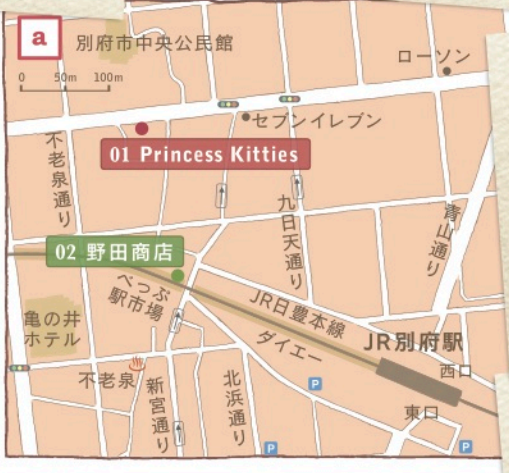 a
別府市中央公民館
0 50m 100m
ローソン
セブンイレブン
01 Princess Kitties
不老泉通り
九日天通り
青山通り
02 野田商店
べっぷ
駅市場
JR日豊本線
亀の井
ホテル
ダイエー
JR別府駅
西口
不老泉
新宮通り
北浜通り
東口
P
P
P